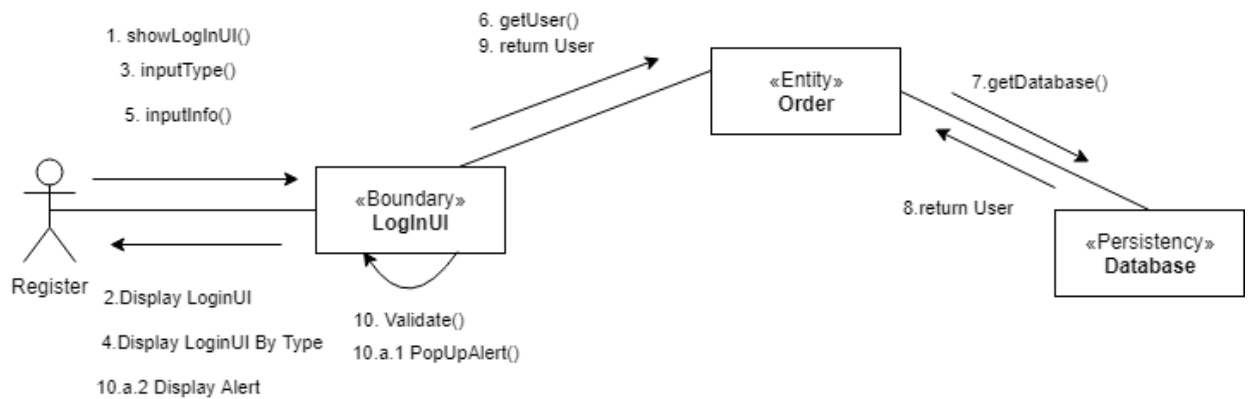 1. showLogInUI()
3. inputType()
5. inputInfo()
6. getUser()
9. return User
«Entity»
Order
7.getDatabase()
8.return User
«Persistency»
Database
«Boundary»
LogInUI
Register
2.Display LoginUI
4.Display LoginUI By Type
10.a.2 Display Alert
10. Validate()
10.a.1 PopUpAlert()